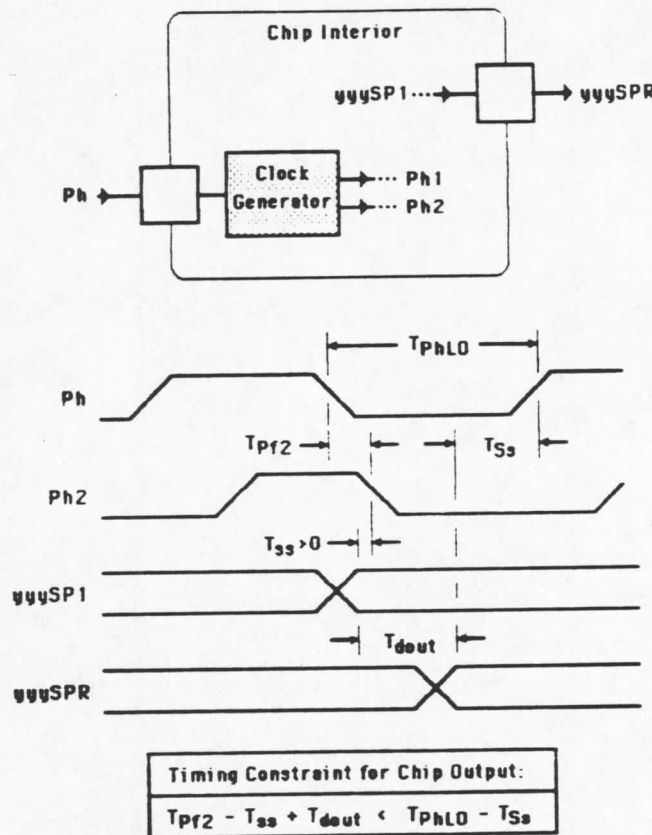 Chip Interior
yyySP1 yyySPR
Ph
Clock
Generator
Ph1
Ph2
TPhLO
Ph
TPf2 TSs
Ph2
Tss>0
yyySP1
Tdout
yyySPR
Timing Constraint for Chip Output:
TPf2 - Tss + Tdout < TPhLO - TSs